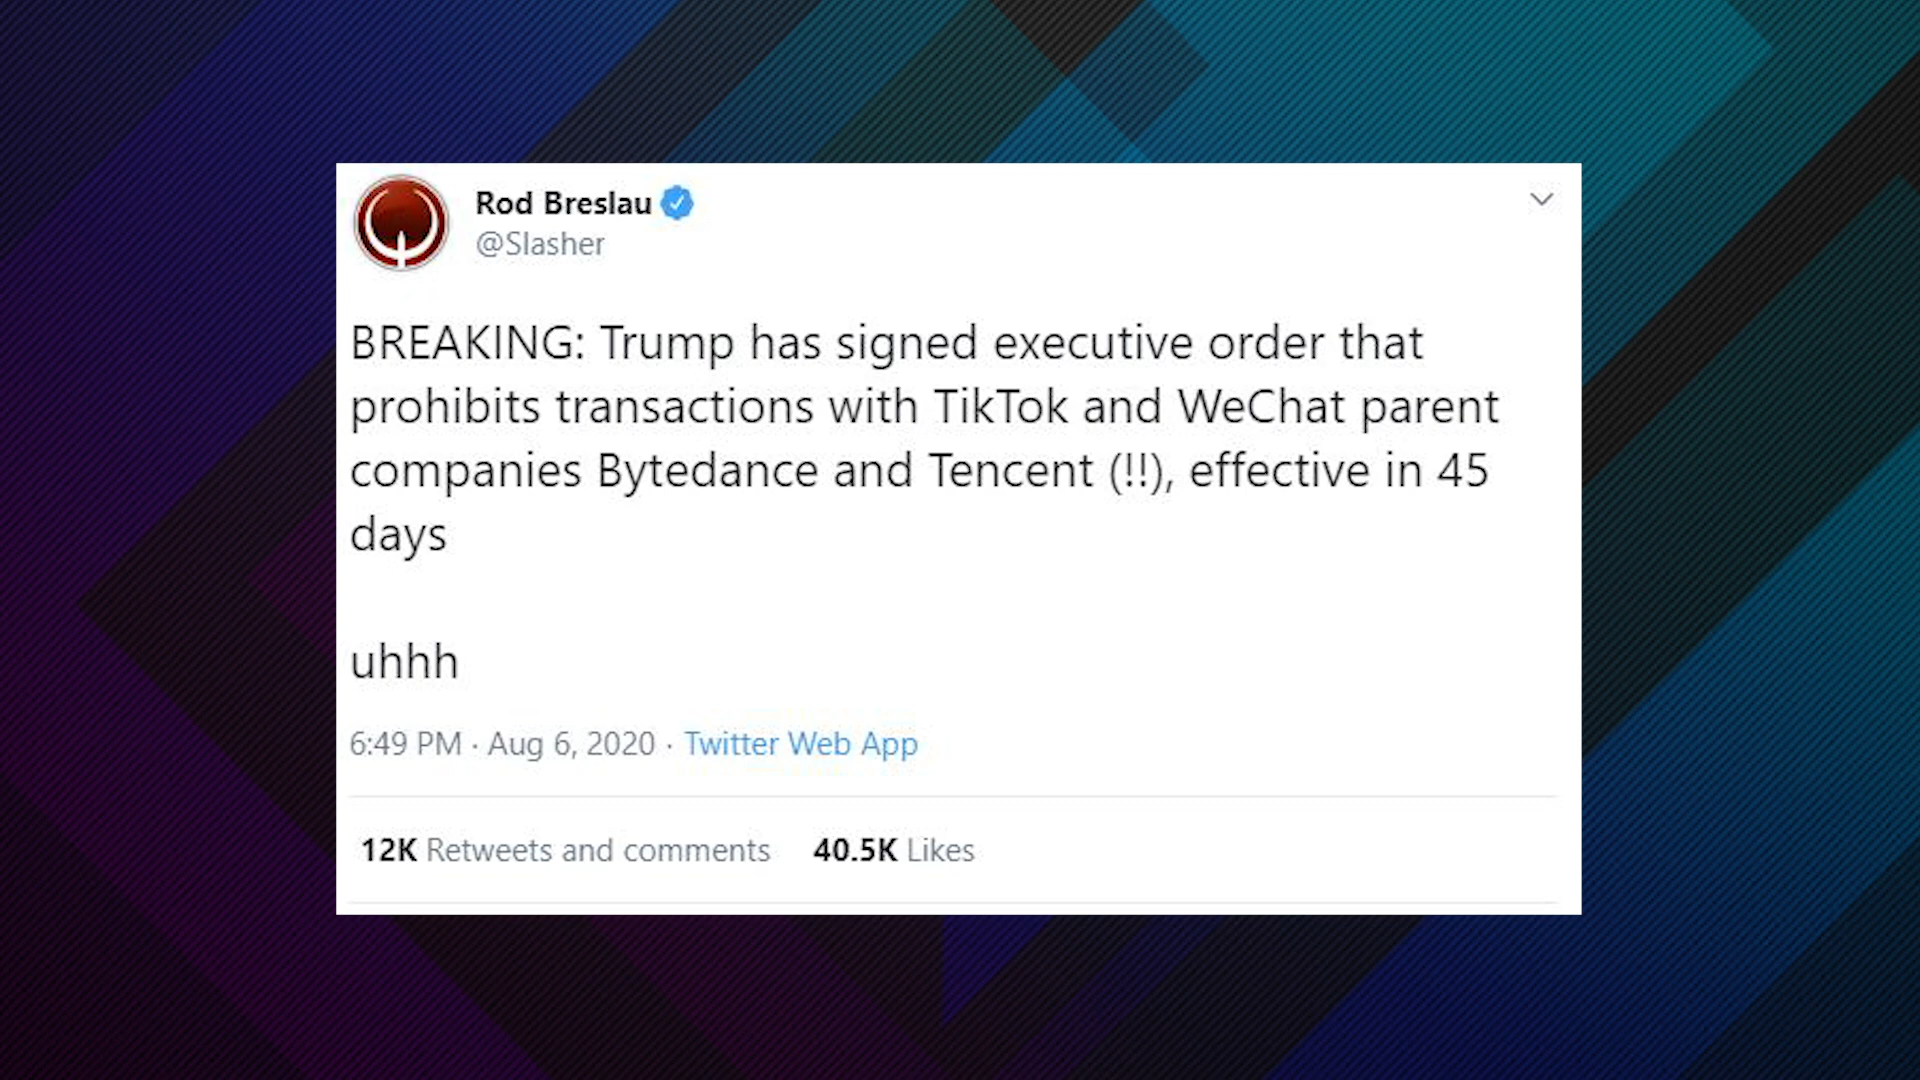 Rod Breslau
@Slasher
BREAKING: Trump has signed executive order that
prohibits transactions with TikTok and WeChat parent
companies Bytedance and Tencent (!!), effective in 45
days
uhhh
6:49 PM · Aug 6, 2020 · Twitter Web App
12K Retweets and comments 40.5K Likes